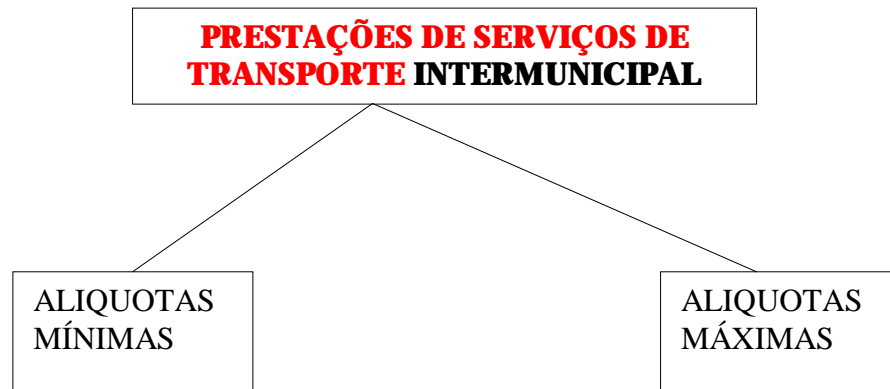 PRESTAÇÕES DE SERVIÇOS DE
TRANSPORTE INTERMUNICIPAL
ALIQUOTAS
MÍNIMAS
ALIQUOTAS
MÁXIMAS